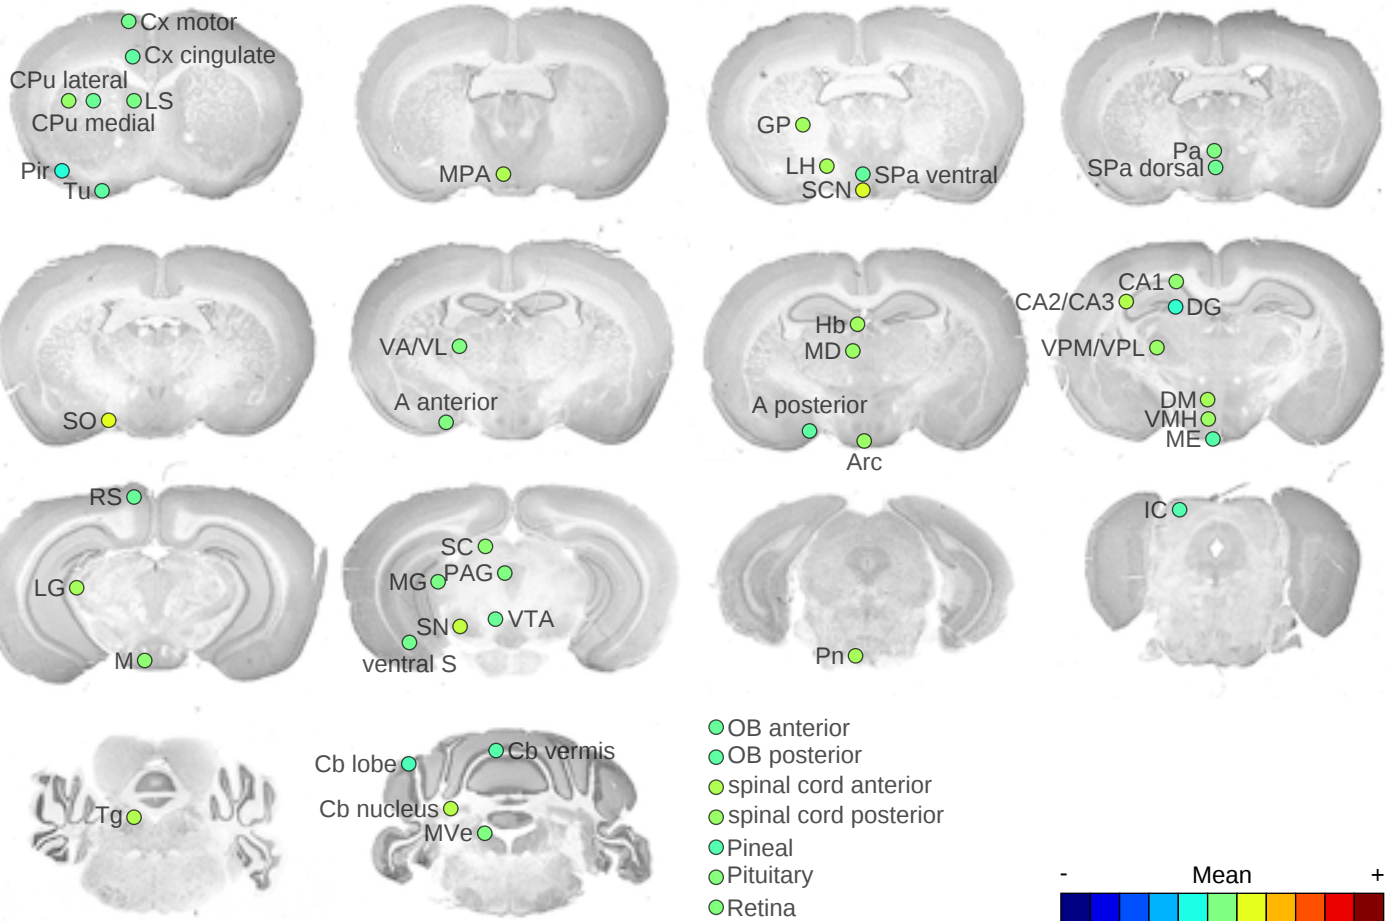 Cx motor
Cx cingulate
CPu lateral
LS
CPu medial
Pir
Tu
MPA
GP
LH
SPa ventral
SCN
Pa
SPa dorsal
SO
VA/VL
A anterior
Hb
MD
A posterior
Arc
CA1
CA2/CA3
DG
VPM/VPL
DM
VMH
ME
RS
LG
M
SC
PAG
MG
VTA
SN
ventral S
Pn
IC
Tg
Cb vermis
Cb lobe
Cb nucleus
MVe
OB anterior
OB posterior
spinal cord anterior
spinal cord posterior
Pineal
Pituitary
Retina
- Mean +